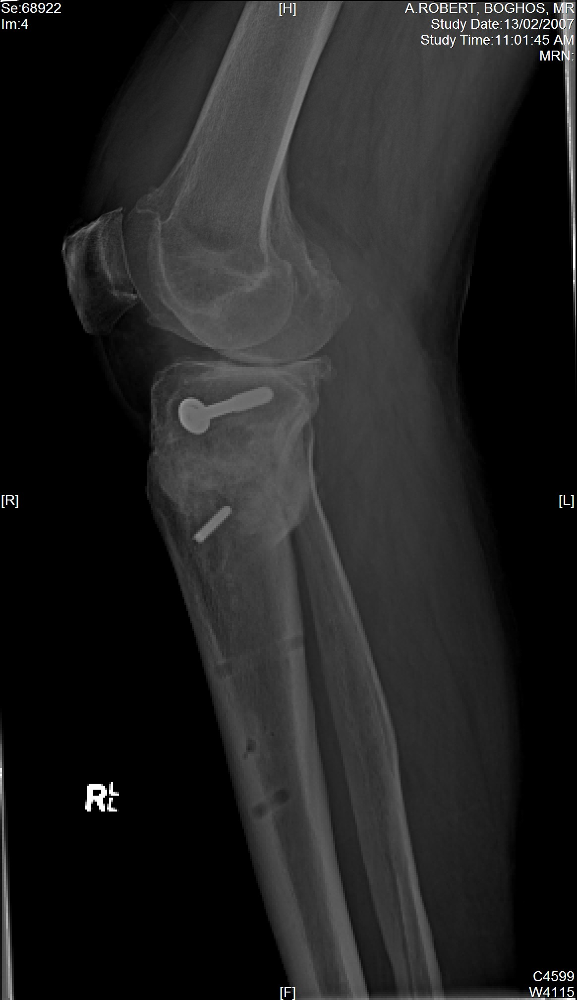 Se:68922
Im:4
[H]
A.ROBERT, BOGHOS, MR
Study Date:13/02/2007
Study Time:11:01:45 AM
MRN:
[R]
[L]
R
[F]
C4599
W4115